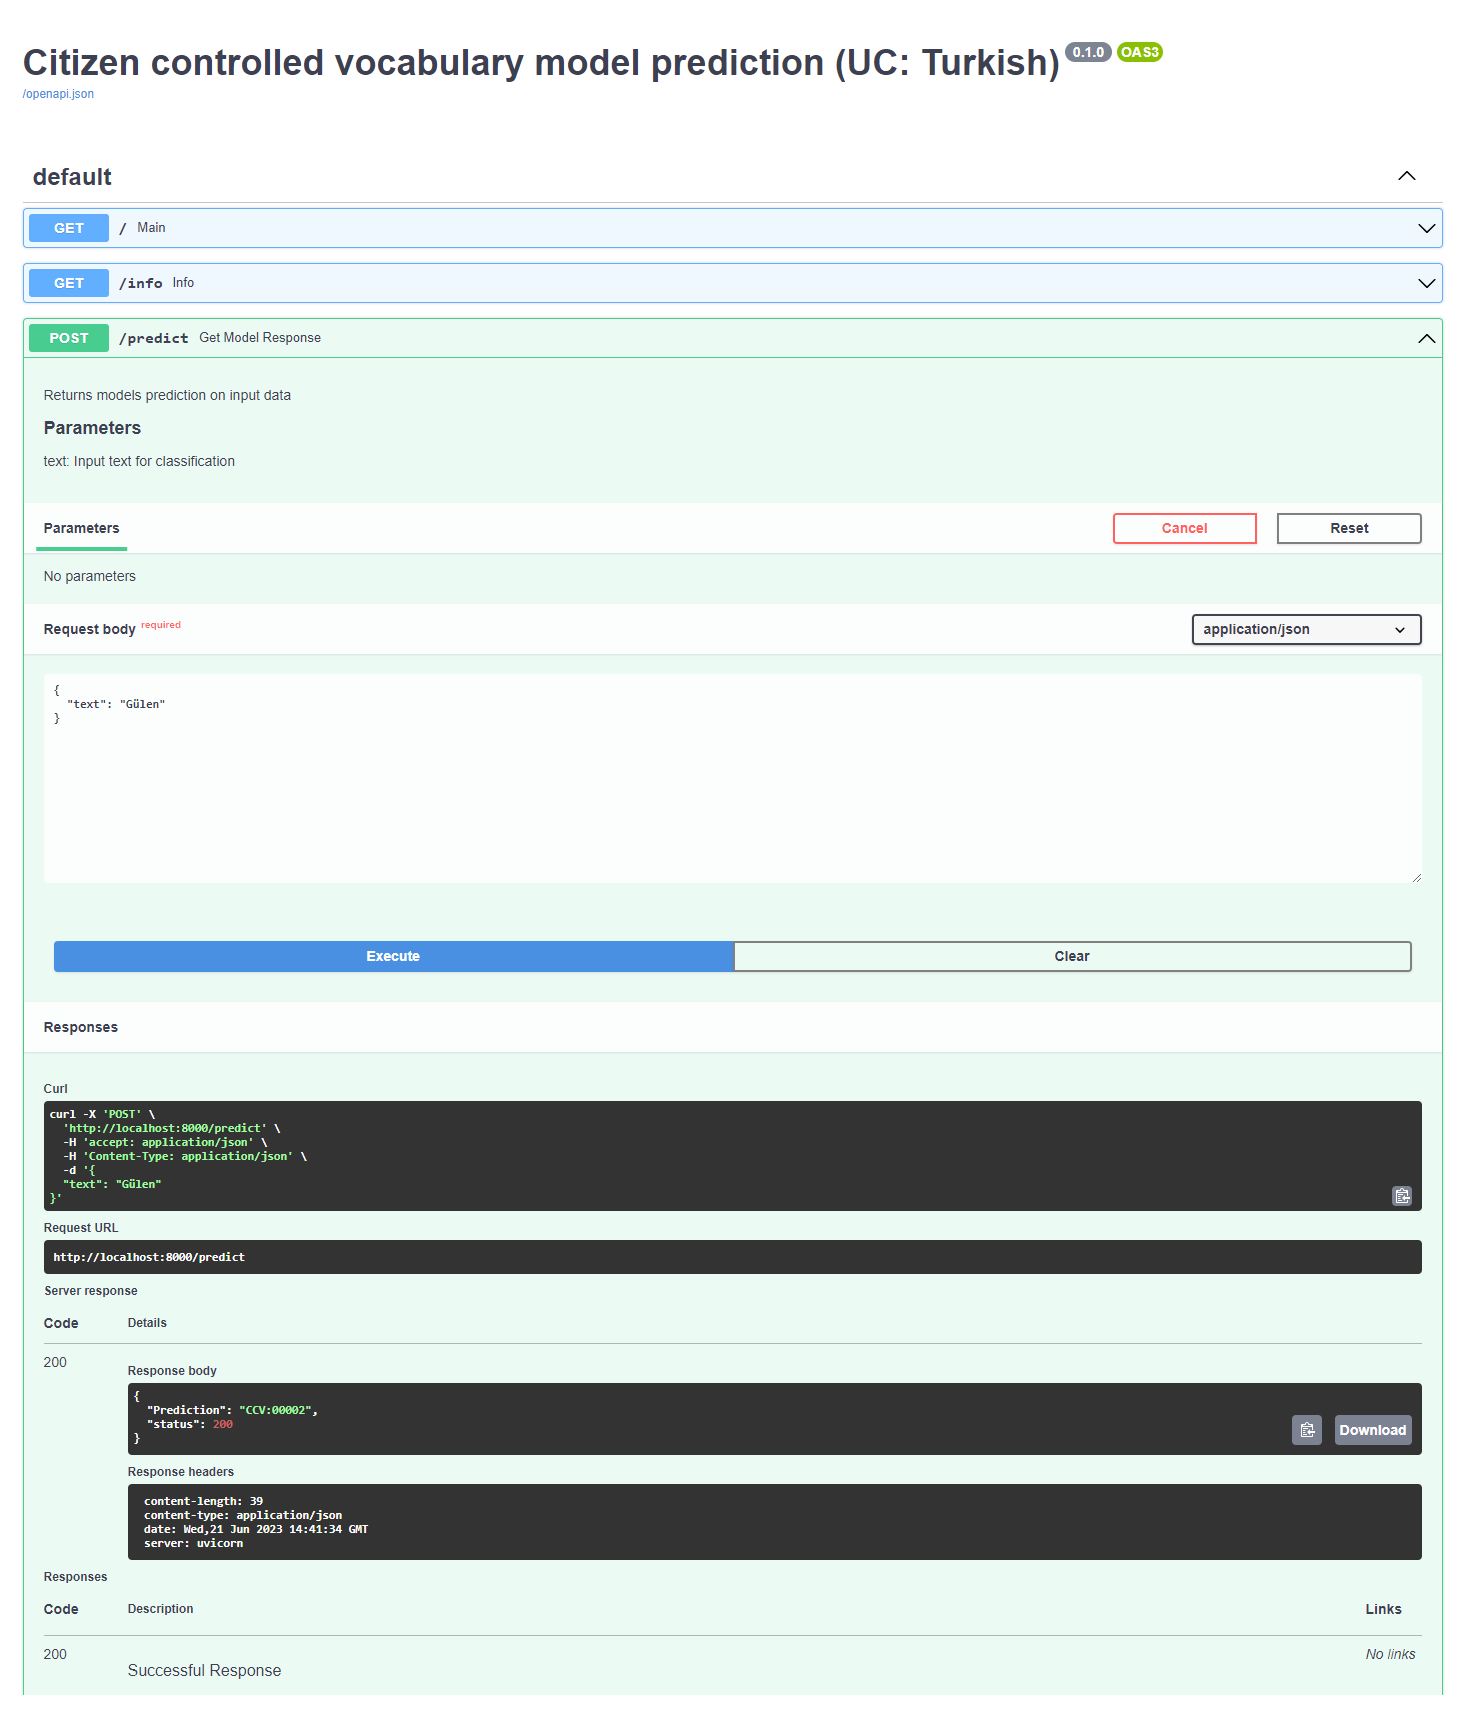 Citizen controlled vocabulary model prediction (UC: Turkish) 0.1.0 OAS3
/openapi.json
default
GET / Main
GET /info Info
POST /predict Get Model Response
Returns models prediction on input data
Parameters
text: Input text for classification
Parameters Cancel Reset
No parameters
Request body required application/json
{
"text": "Gülen"
}
Execute Clear
Responses
Curl
curl -X 'POST' \
'http://localhost:8000/predict' \
-H 'accept: application/json' \
-H 'Content-Type: application/json' \
-d '{
"text": "Gülen"
}'
Request URL
http://localhost:8000/predict
Server response
Code Details
200
Response body
{
"Prediction": "CCV:00002",
"status": 200
}
Download
Response headers
content-length: 39
content-type: application/json
date: Wed,21 Jun 2023 14:41:34 GMT
server: uvicorn
Responses
Code Description Links
200 No links
Successful Response